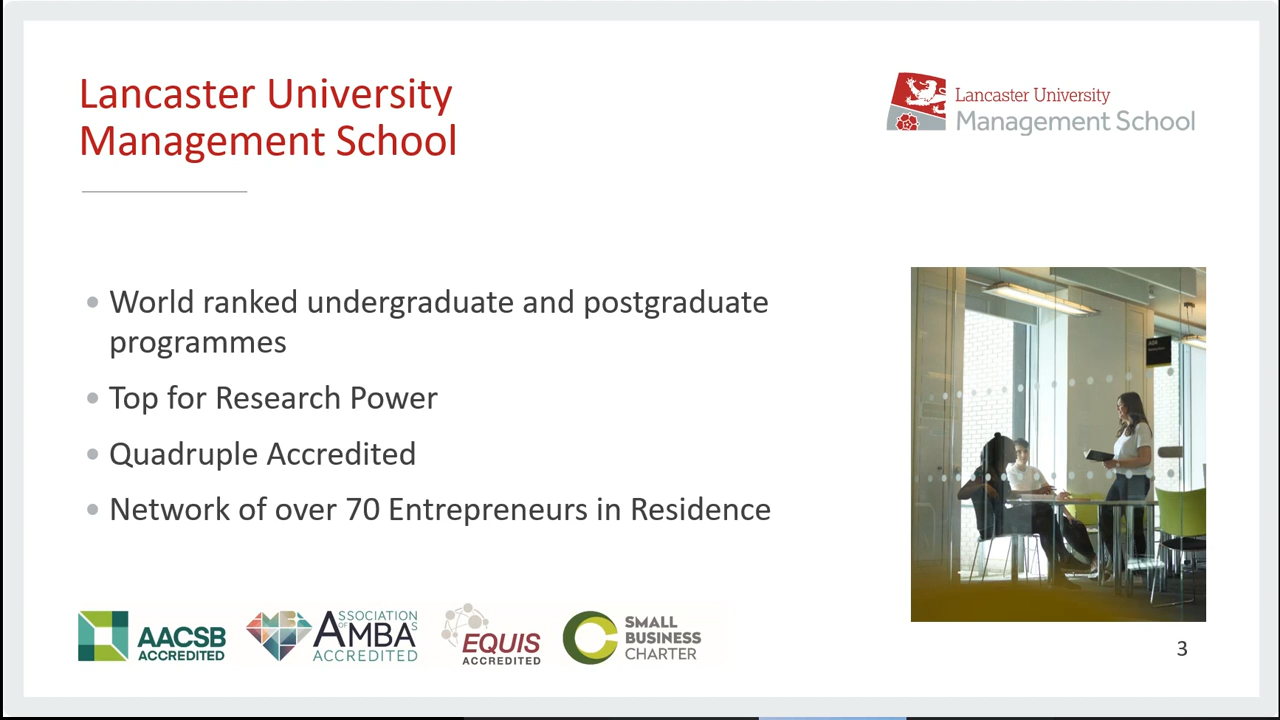 Lancaster University
Management School
Lancaster University
Management School
• World ranked undergraduate and postgraduate
programmes
• Top for Research Power
• Quadruple Accredited
• Network of over 70 Entrepreneurs in Residence
AACSB
ACCREDITED
ASSOCIATION
OF AMBAs
ACCREDITED
EQUIS
ACCREDITED
SMALL
BUSINESS
CHARTER
3